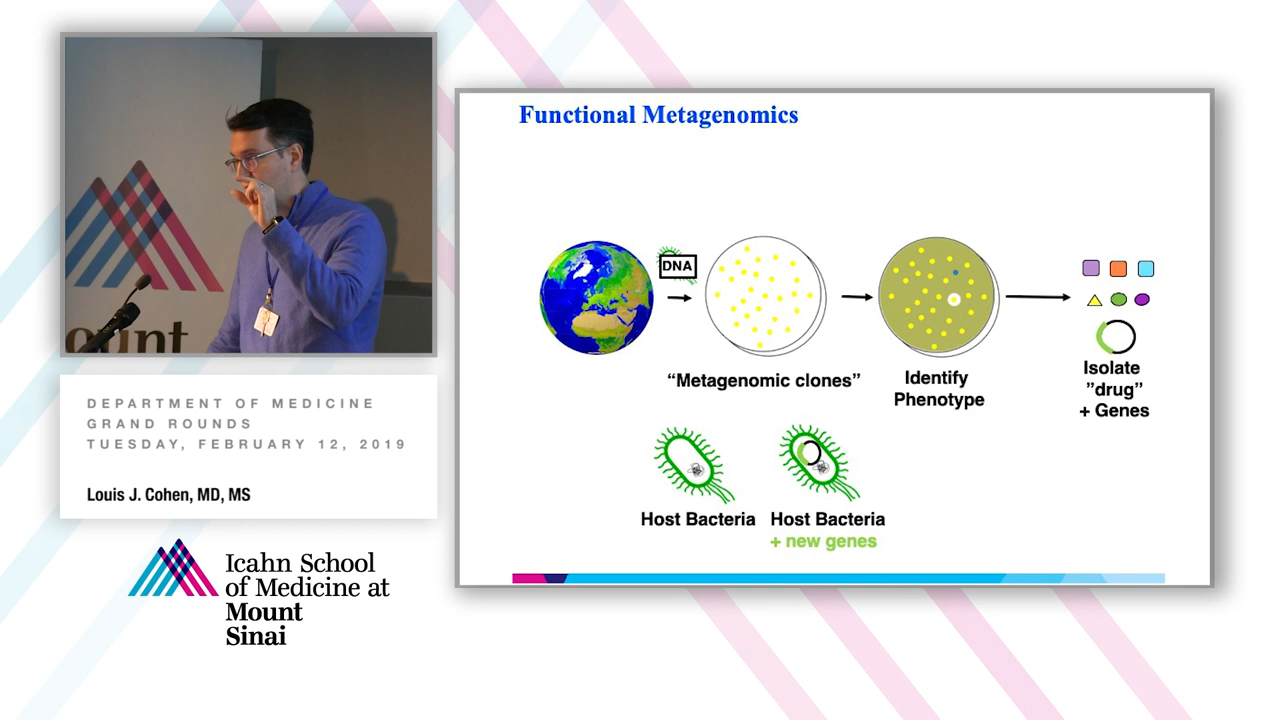 ount
DEPARTMENT OF MEDICINE
GRAND ROUNDS
TUESDAY, FEBRUARY 12, 2019
Louis J. Cohen, MD, MS
Icahn School
of Medicine at
Mount
Sinai
Functional Metagenomics
DNA
“Metagenomic clones”
Identify
Phenotype
Isolate
”drug”
+ Genes
Host Bacteria
Host Bacteria
+ new genes